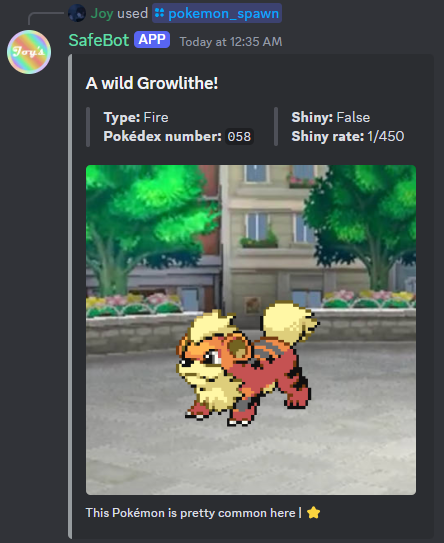 Joy used pokemon_spawn
Joy's
SafeBot APP Today at 12:35 AM
A wild Growlithe!
Type: Fire
Pokédex number: 058
Shiny: False
Shiny rate: 1/450
This Pokémon is pretty common here | ⭐